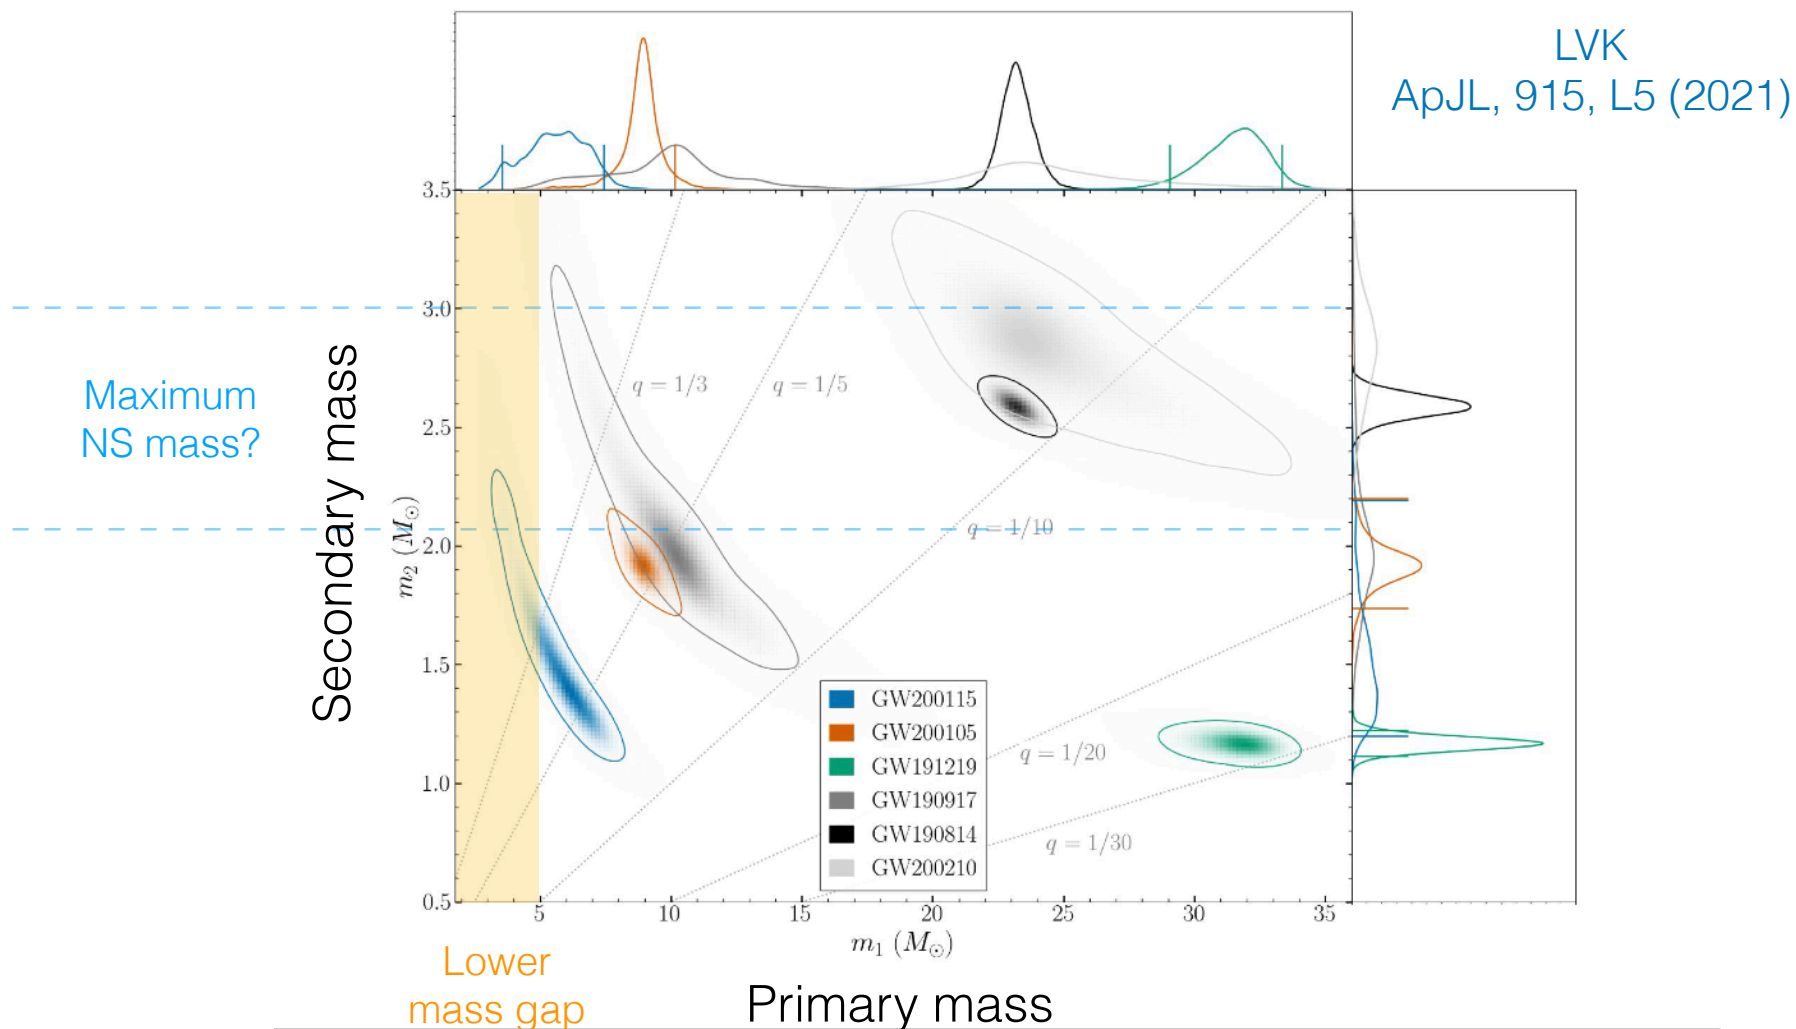 LVK
ApJL, 915, L5 (2021)
3.5
3.0
2.5
2.0
1.5
1.0
0.5
Maximum
NS mass?
Secondary mass
m₂ (M☉)
q = 1/3
q = 1/5
q = 1/10
q = 1/20
q = 1/30
GW200115
GW200105
GW191219
GW190917
GW190814
GW200210
5 10 15 20 25 30 35
m₁ (M☉)
Lower
mass gap
Primary mass